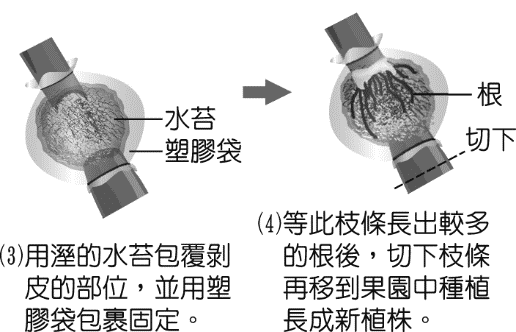 水苔
塑膠袋
根
切下
(3)用溼的水苔包覆剝
皮的部位,並用塑
膠袋包裹固定。
(4)等此枝條長出較多
的根後,切下枝條
再移到果園中種植
長成新植株。